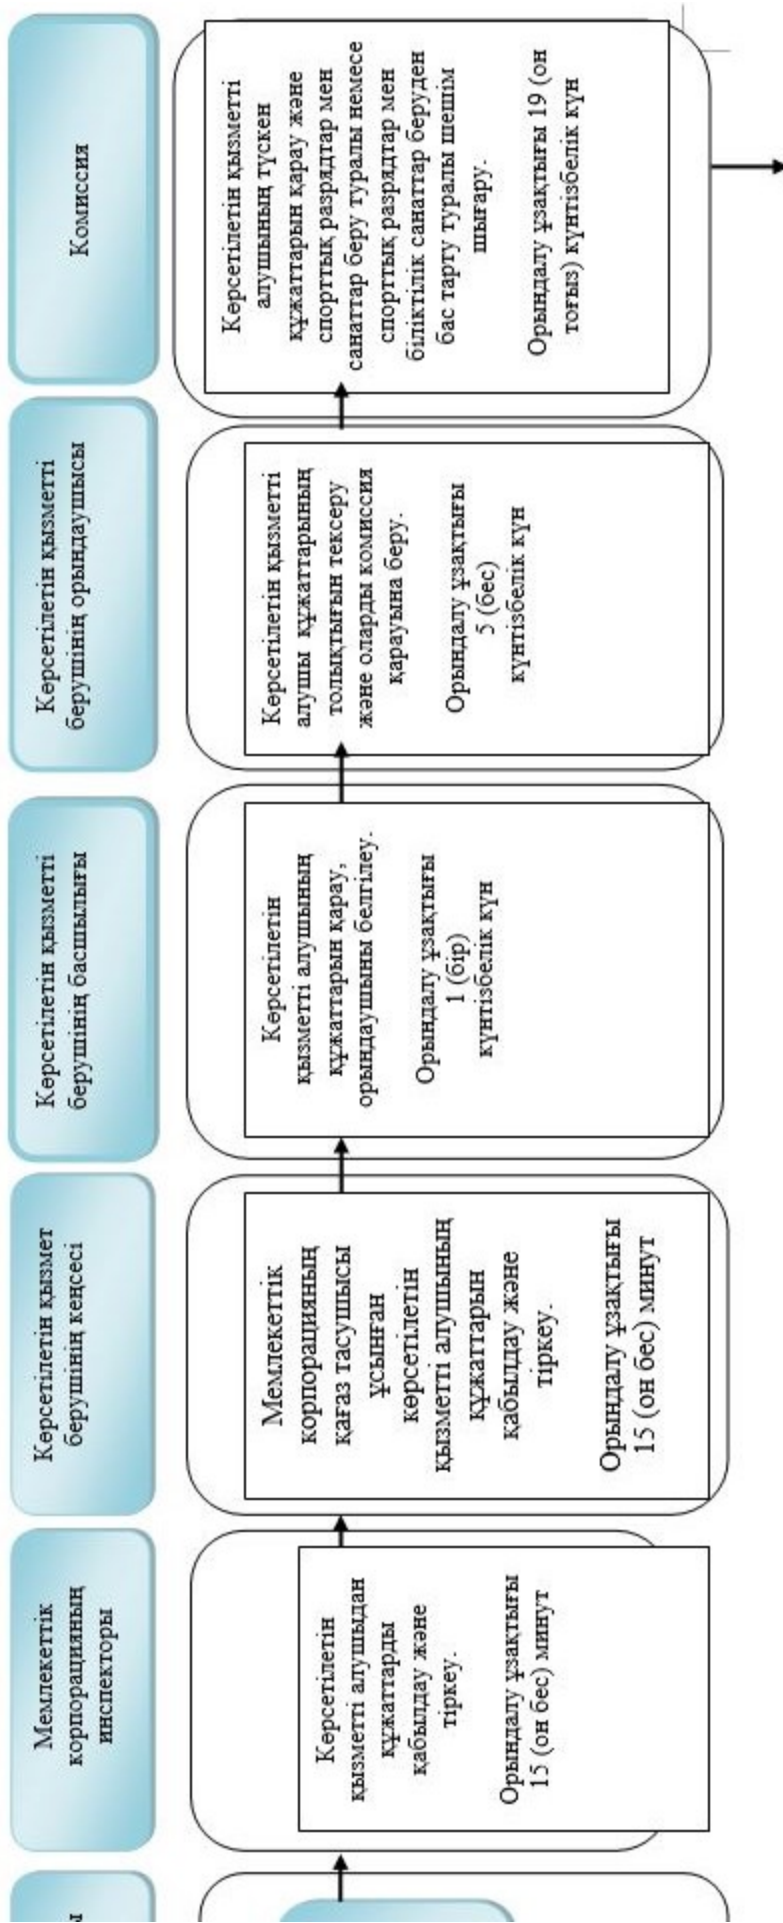 ы
Мемлекеттік
корпорацияның
инспекторы
Көрсетілетін қызмет
берушінің кеңсесі
Көрсетілетін қызметті
берушінің басшылығы
Көрсетілетін қызметті
берушінің орындаушысы
Комиссия
Көрсетілетін
қызметті алушыдан
құжаттарды
қабылдау және
тіркеу.
Орындалу ұзақтығы
15 (он бес) минут
Мемлекеттік
корпорацияның
қағаз тасушысы
ұсынған
көрсетілетін
қызметті алушының
құжаттарын
қабылдау және
тіркеу.
Орындалу ұзақтығы
15 (он бес) минут
Көрсетілетін
қызметті алушының
құжаттарын қарау,
орындаушыны белгілеу.
Орындалу ұзақтығы
1 (бір)
күнтізбелік күн
Көрсетілетін қызметті
алушы құжаттарының
толықтығын тексеру
және оларды комиссия
қарауына беру.
Орындалу ұзақтығы
5 (бес)
күнтізбелік күн
Көрсетілетін қызметті
алушының түскен
құжаттарын қарау және
спорттық разрядтар мен
санаттар беру туралы немесе
спорттық разрядтар мен
біліктілік санаттар беруден
бас тарту туралы шешім
шығару.
Орындалу ұзақтығы 19 (он
тоғыз) күнтізбелік күн